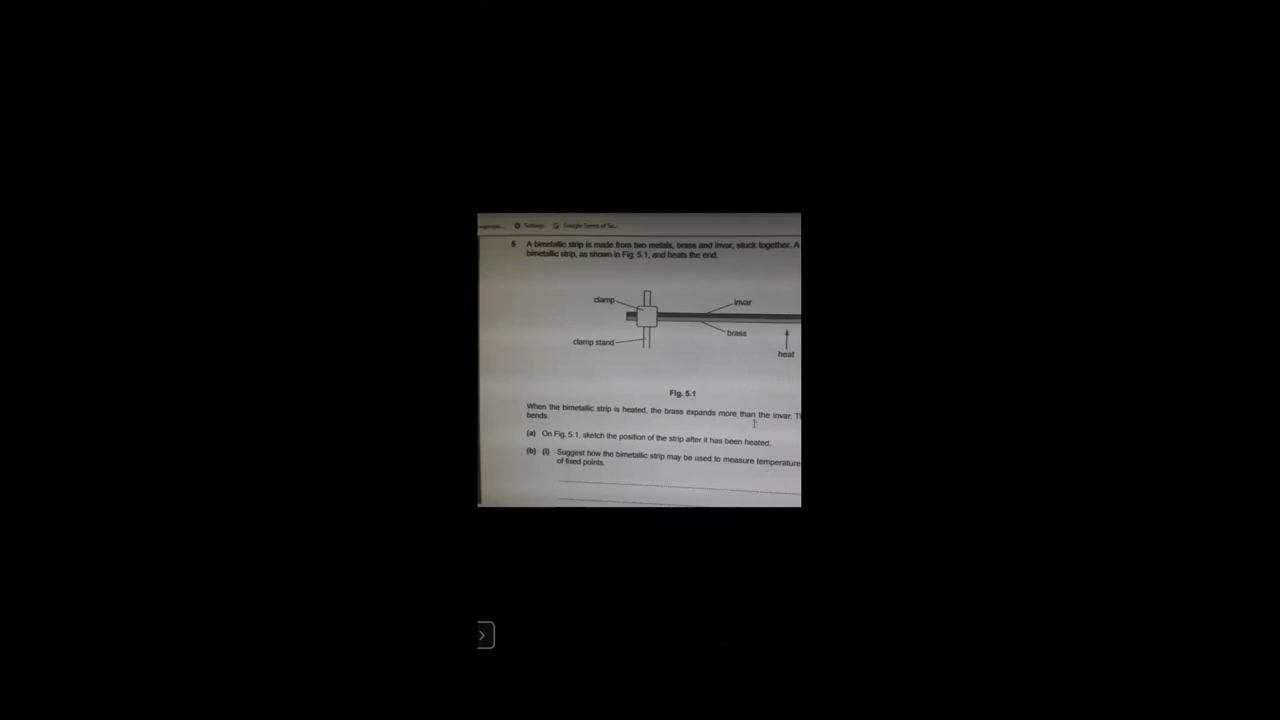 Settings G Google Terms of Se...
5 A bimetallic strip is made from two metals, brass and invar, stuck together. A
bimetallic strip, as shown in Fig. 5.1, and heats the end.
clamp
invar
brass
clamp stand
heat
Fig. 5.1
When the bimetallic strip is heated, the brass expands more than the invar. T
bends.
(a) On Fig. 5.1, sketch the position of the strip after it has been heated.
(b) (i) Suggest how the bimetallic strip may be used to measure temperature
of fixed points.